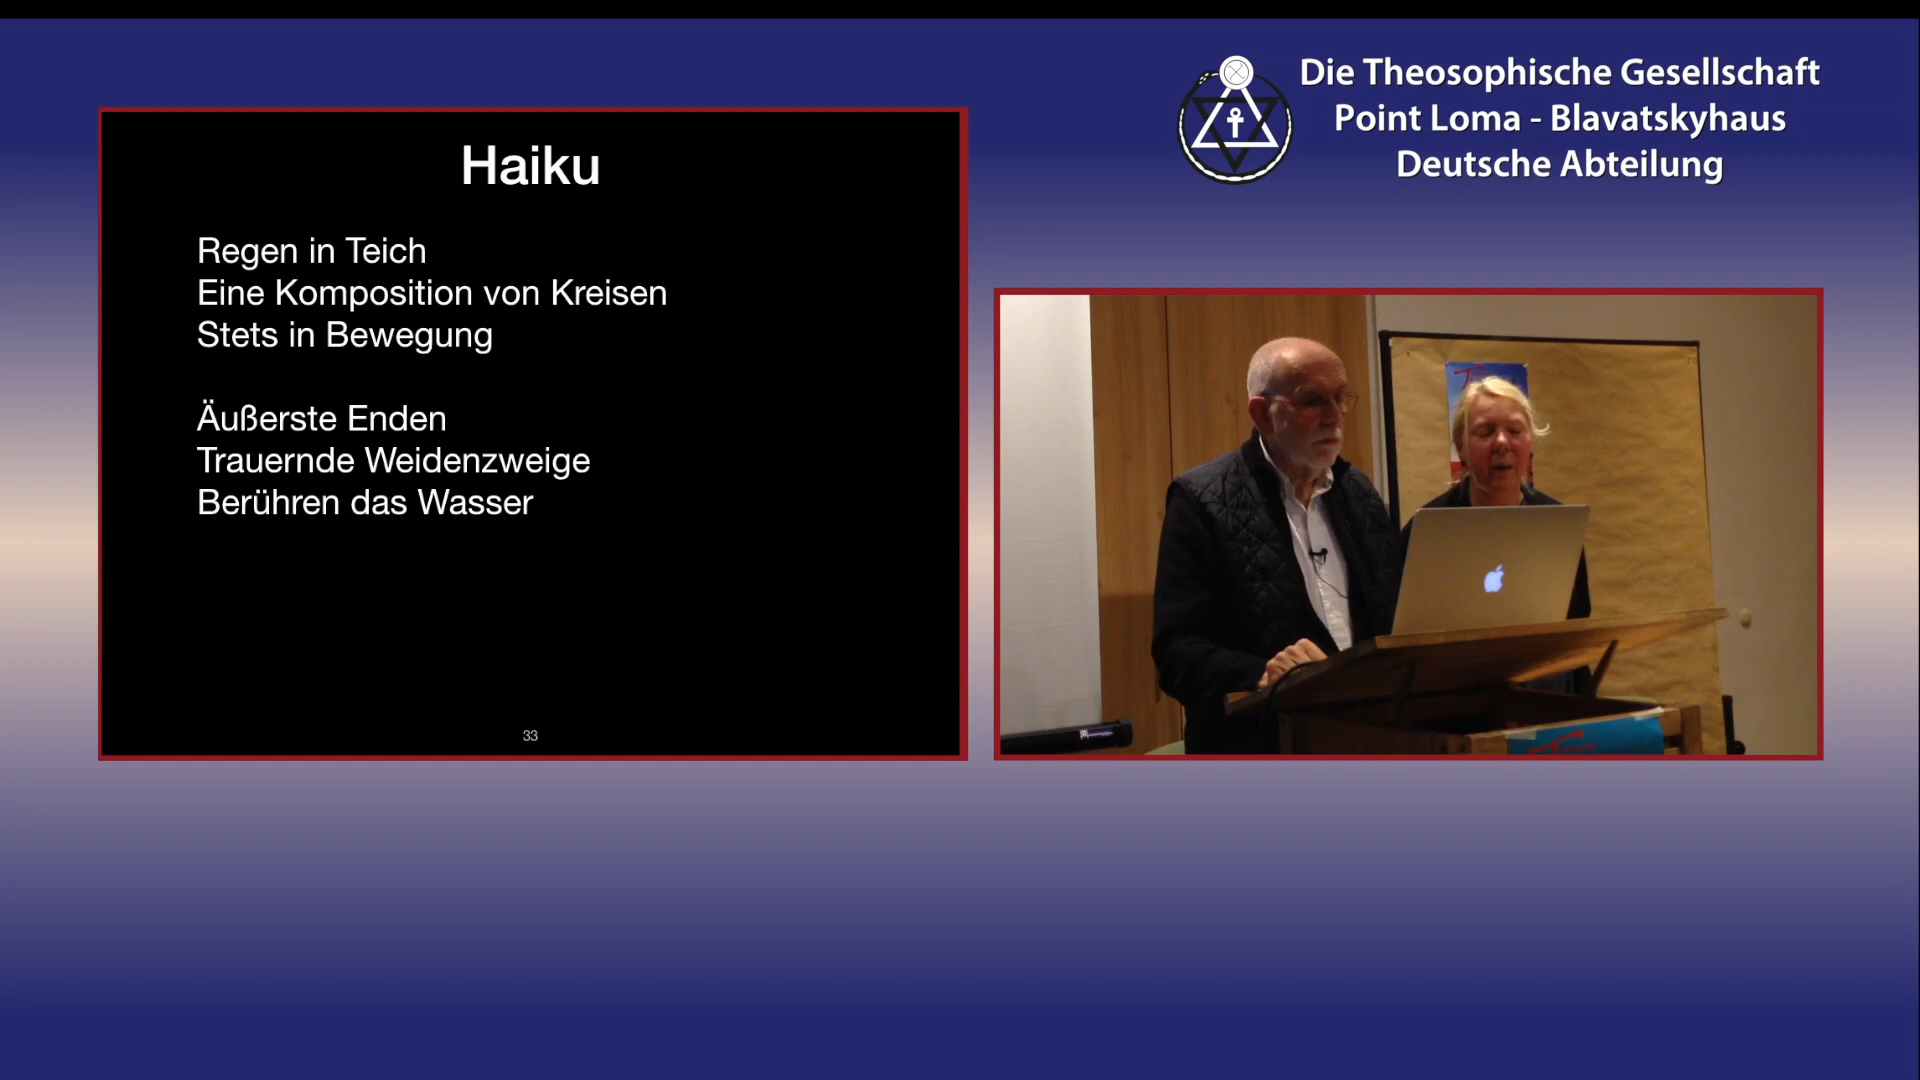 Haiku
Regen in Teich
Eine Komposition von Kreisen
Stets in Bewegung
Äußerste Enden
Trauernde Weidenzweige
Berühren das Wasser
33
Die Theosophische Gesellschaft
Point Loma - Blavatskyhaus
Deutsche Abteilung